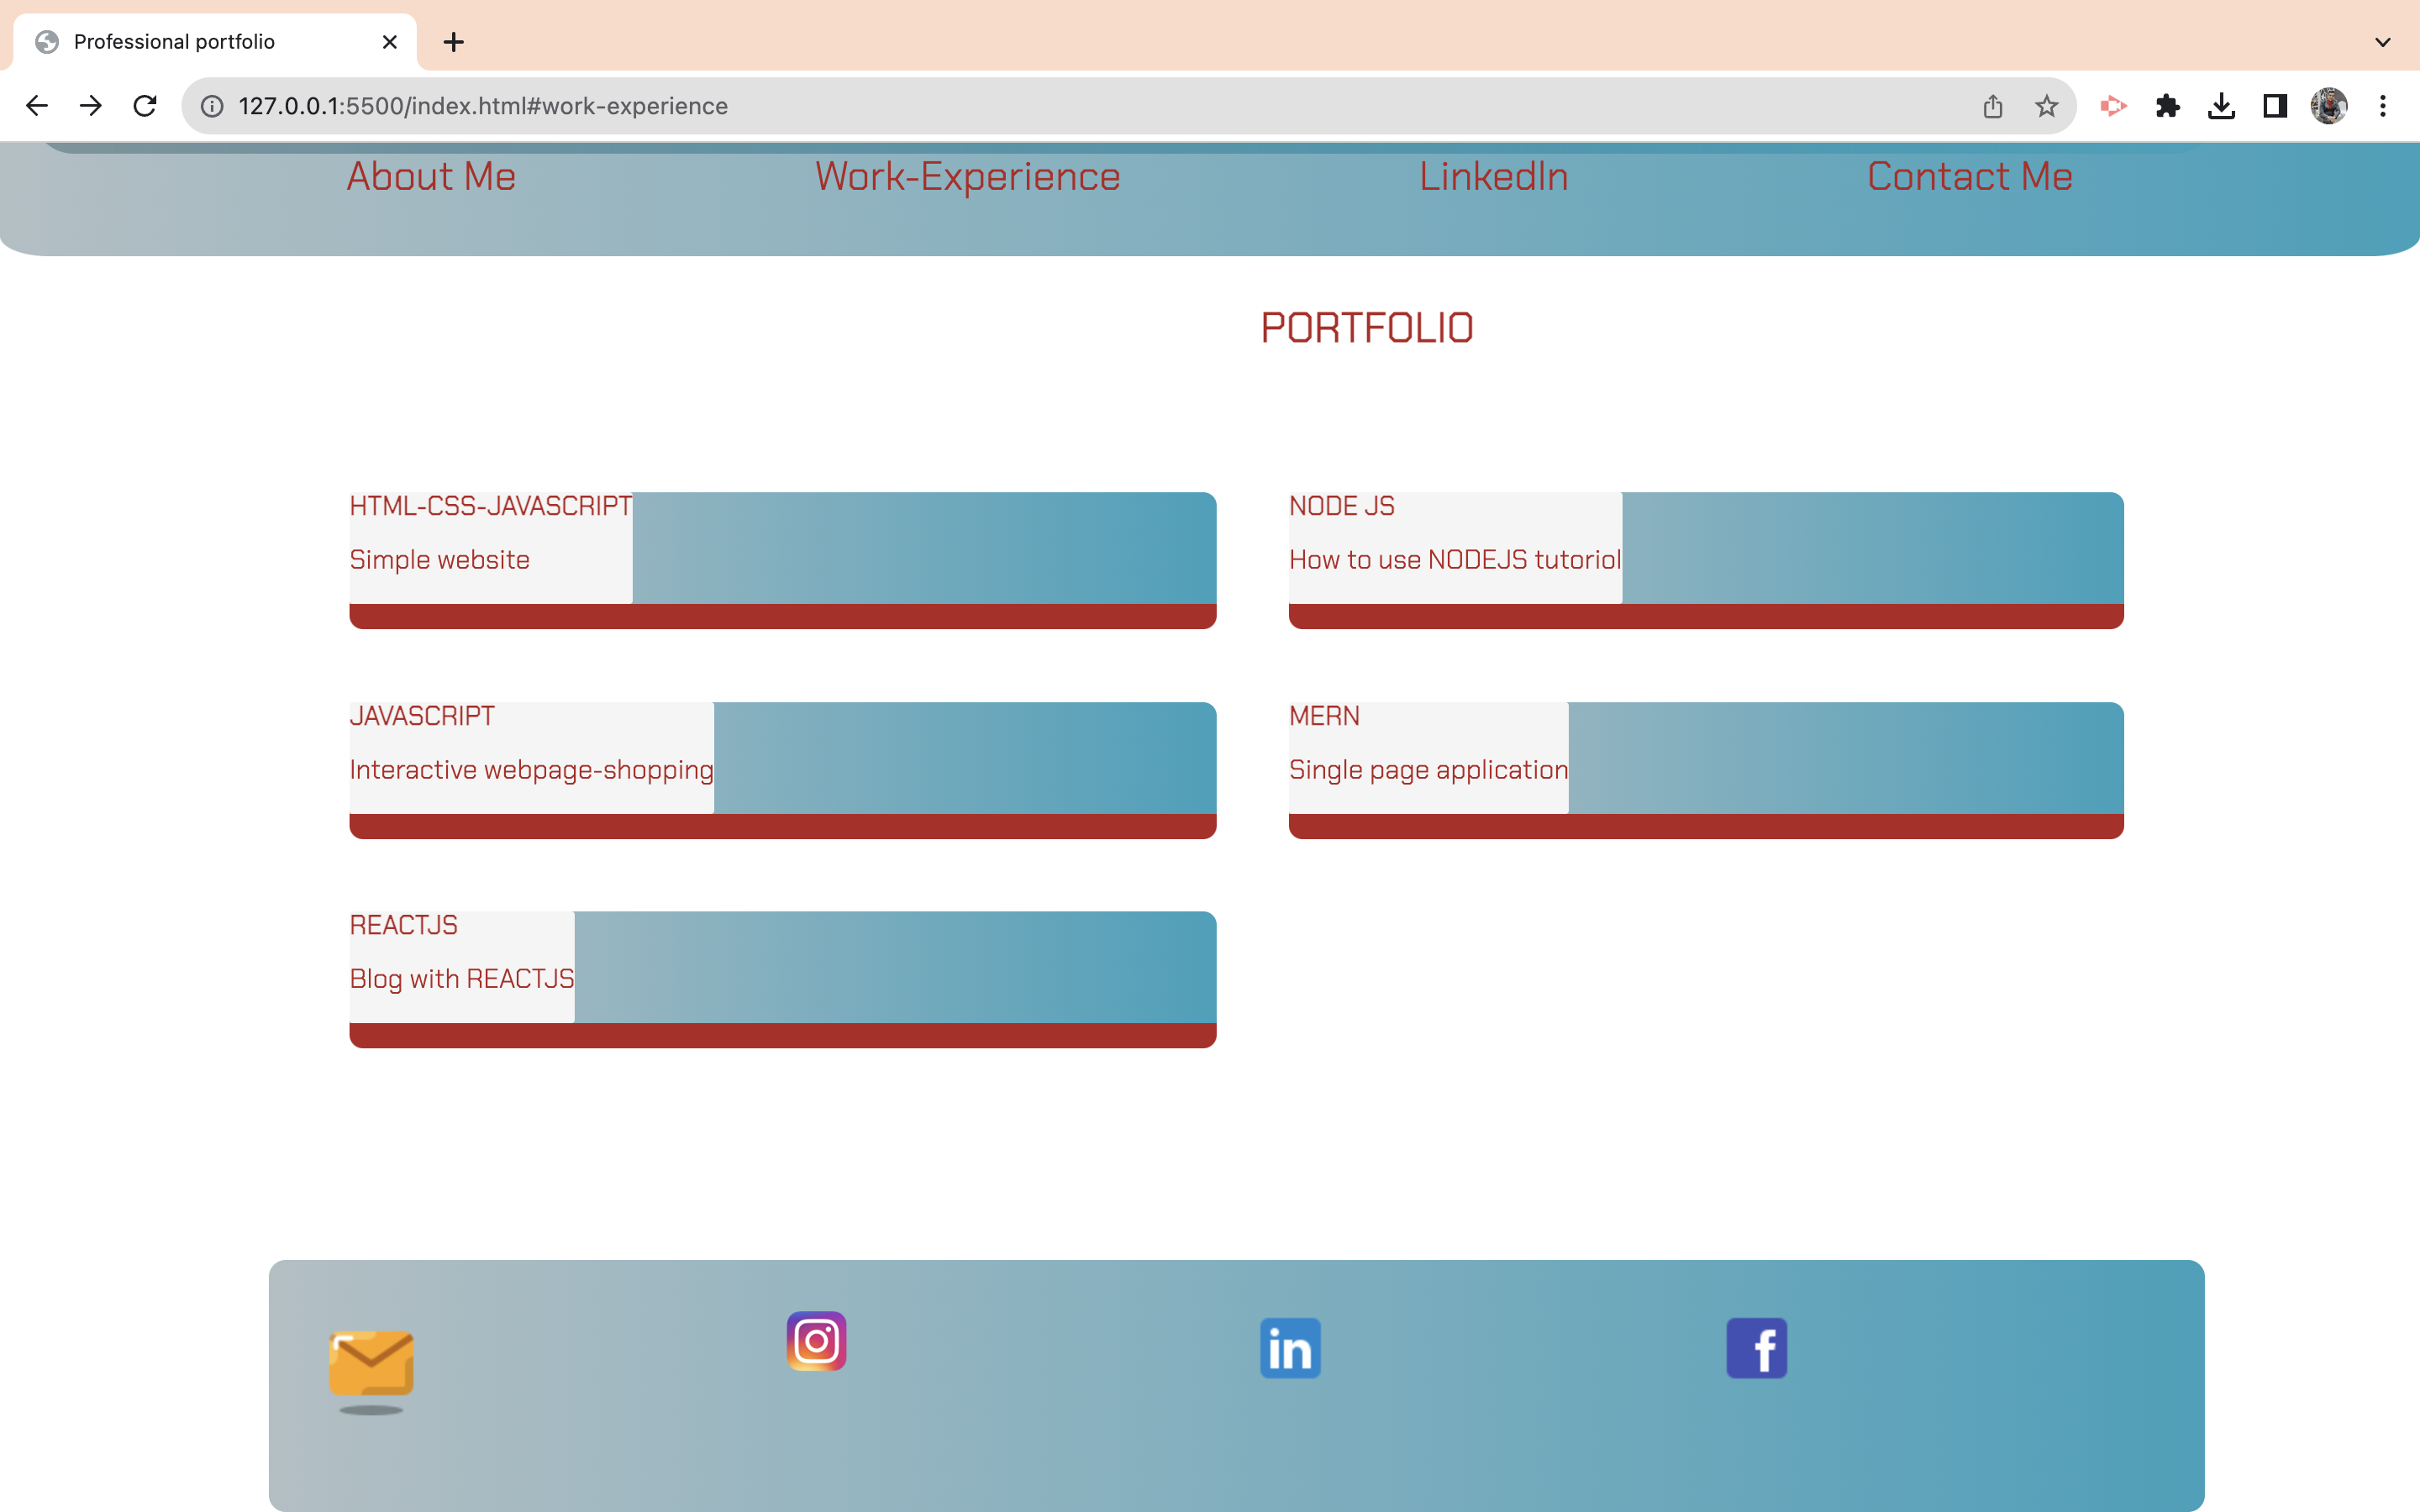 Professional portfolio
127.0.0.1:5500/index.html#work-experience
About Me Work-Experience LinkedIn Contact Me
PORTFOLIO
HTML-CSS-JAVASCRIPT
Simple website
NODE JS
How to use NODEJS tutoriol
JAVASCRIPT
Interactive webpage-shopping
MERN
Single page application
REACTJS
Blog with REACTJS
in
f